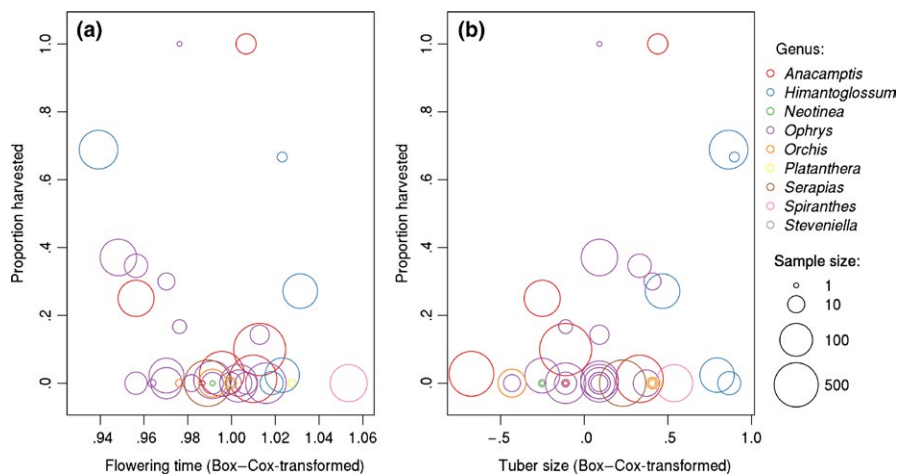 (a)
Proportion harvested
1.0
.8
.6
.4
.2
.0
.94 .96 .98 1.00 1.02 1.04 1.06
Flowering time (Box–Cox-transformed)
(b)
Proportion harvested
1.0
.8
.6
.4
.2
.0
−.5 .0 .5 1.0
Tuber size (Box–Cox-transformed)
Genus:
Anacamptis
Himantoglossum
Neotinea
Ophrys
Orchis
Platanthera
Serapias
Spiranthes
Steveniella
Sample size:
1
10
100
500